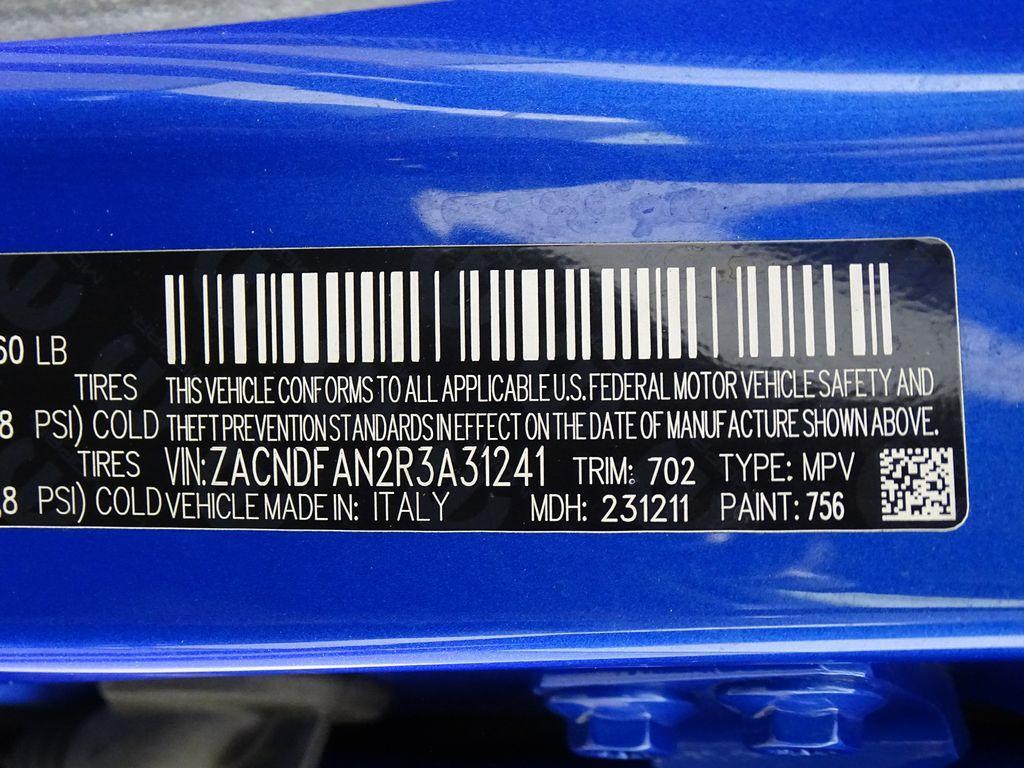 60 LB
TIRES THIS VEHICLE CONFORMS TO ALL APPLICABLE U.S. FEDERAL MOTOR VEHICLE SAFETY AND
8 PSI) COLD THEFT PREVENTION STANDARDS IN EFFECT ON THE DATE OF MANUFACTURE SHOWN ABOVE.
TIRES VIN: ZACNDFAN2R3A31241 TRIM: 702 TYPE: MPV
,8 PSI) COLD VEHICLE MADE IN: ITALY MDH: 231211 PAINT: 756